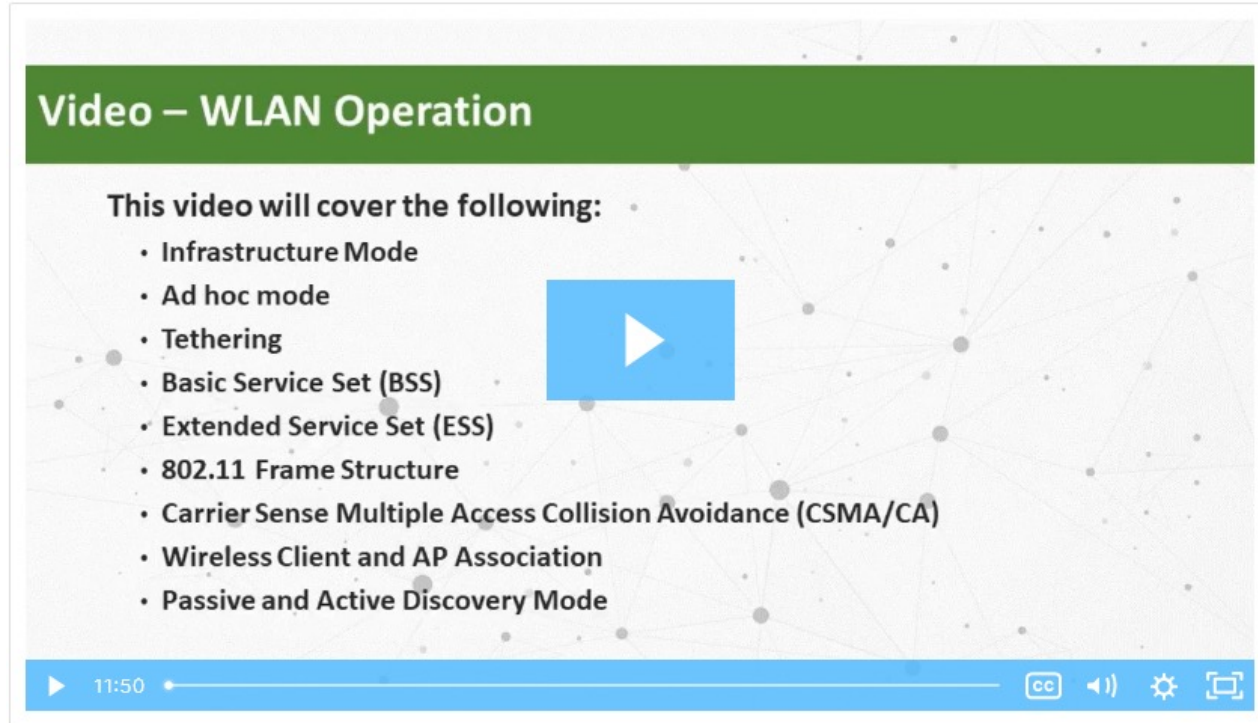 Video – WLAN Operation
This video will cover the following:
• Infrastructure Mode
• Ad hoc mode
• Tethering
• Basic Service Set (BSS)
• Extended Service Set (ESS)
• 802.11 Frame Structure
• Carrier Sense Multiple Access Collision Avoidance (CSMA/CA)
• Wireless Client and AP Association
• Passive and Active Discovery Mode
11:50
CC